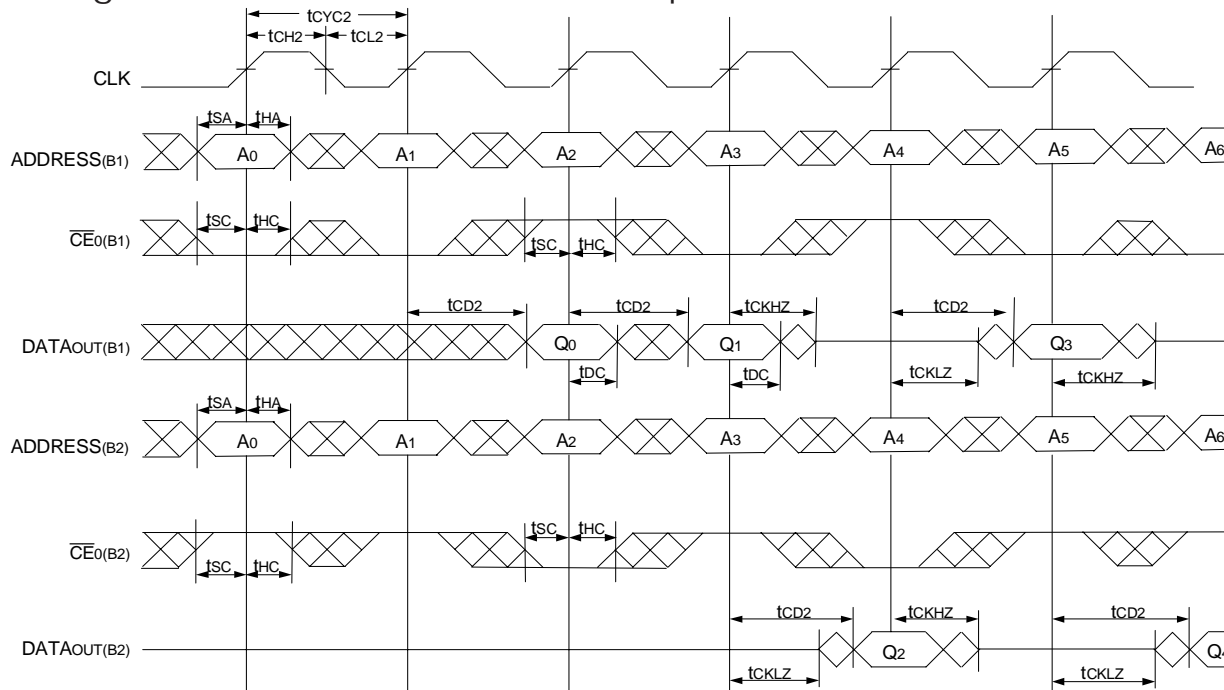 tCYC2
tCH2 tCL2
CLK
tSA tHA
ADDRESS(B1) A0 A1 A2 A3 A4 A5 A6
tSC tHC
CE0(B1)
tSC tHC
tCD2 tCD2 tCKHZ tCD2
DATAOUT(B1) Q0 Q1 Q3
tDC tDC tCKLZ tCKHZ
tSA tHA
ADDRESS(B2) A0 A1 A2 A3 A4 A5 A6
tSC tHC
CE0(B2)
tSC tHC
tCD2 tCKHZ tCD2
DATAOUT(B2) Q2 Q4
tCKLZ tCKLZ